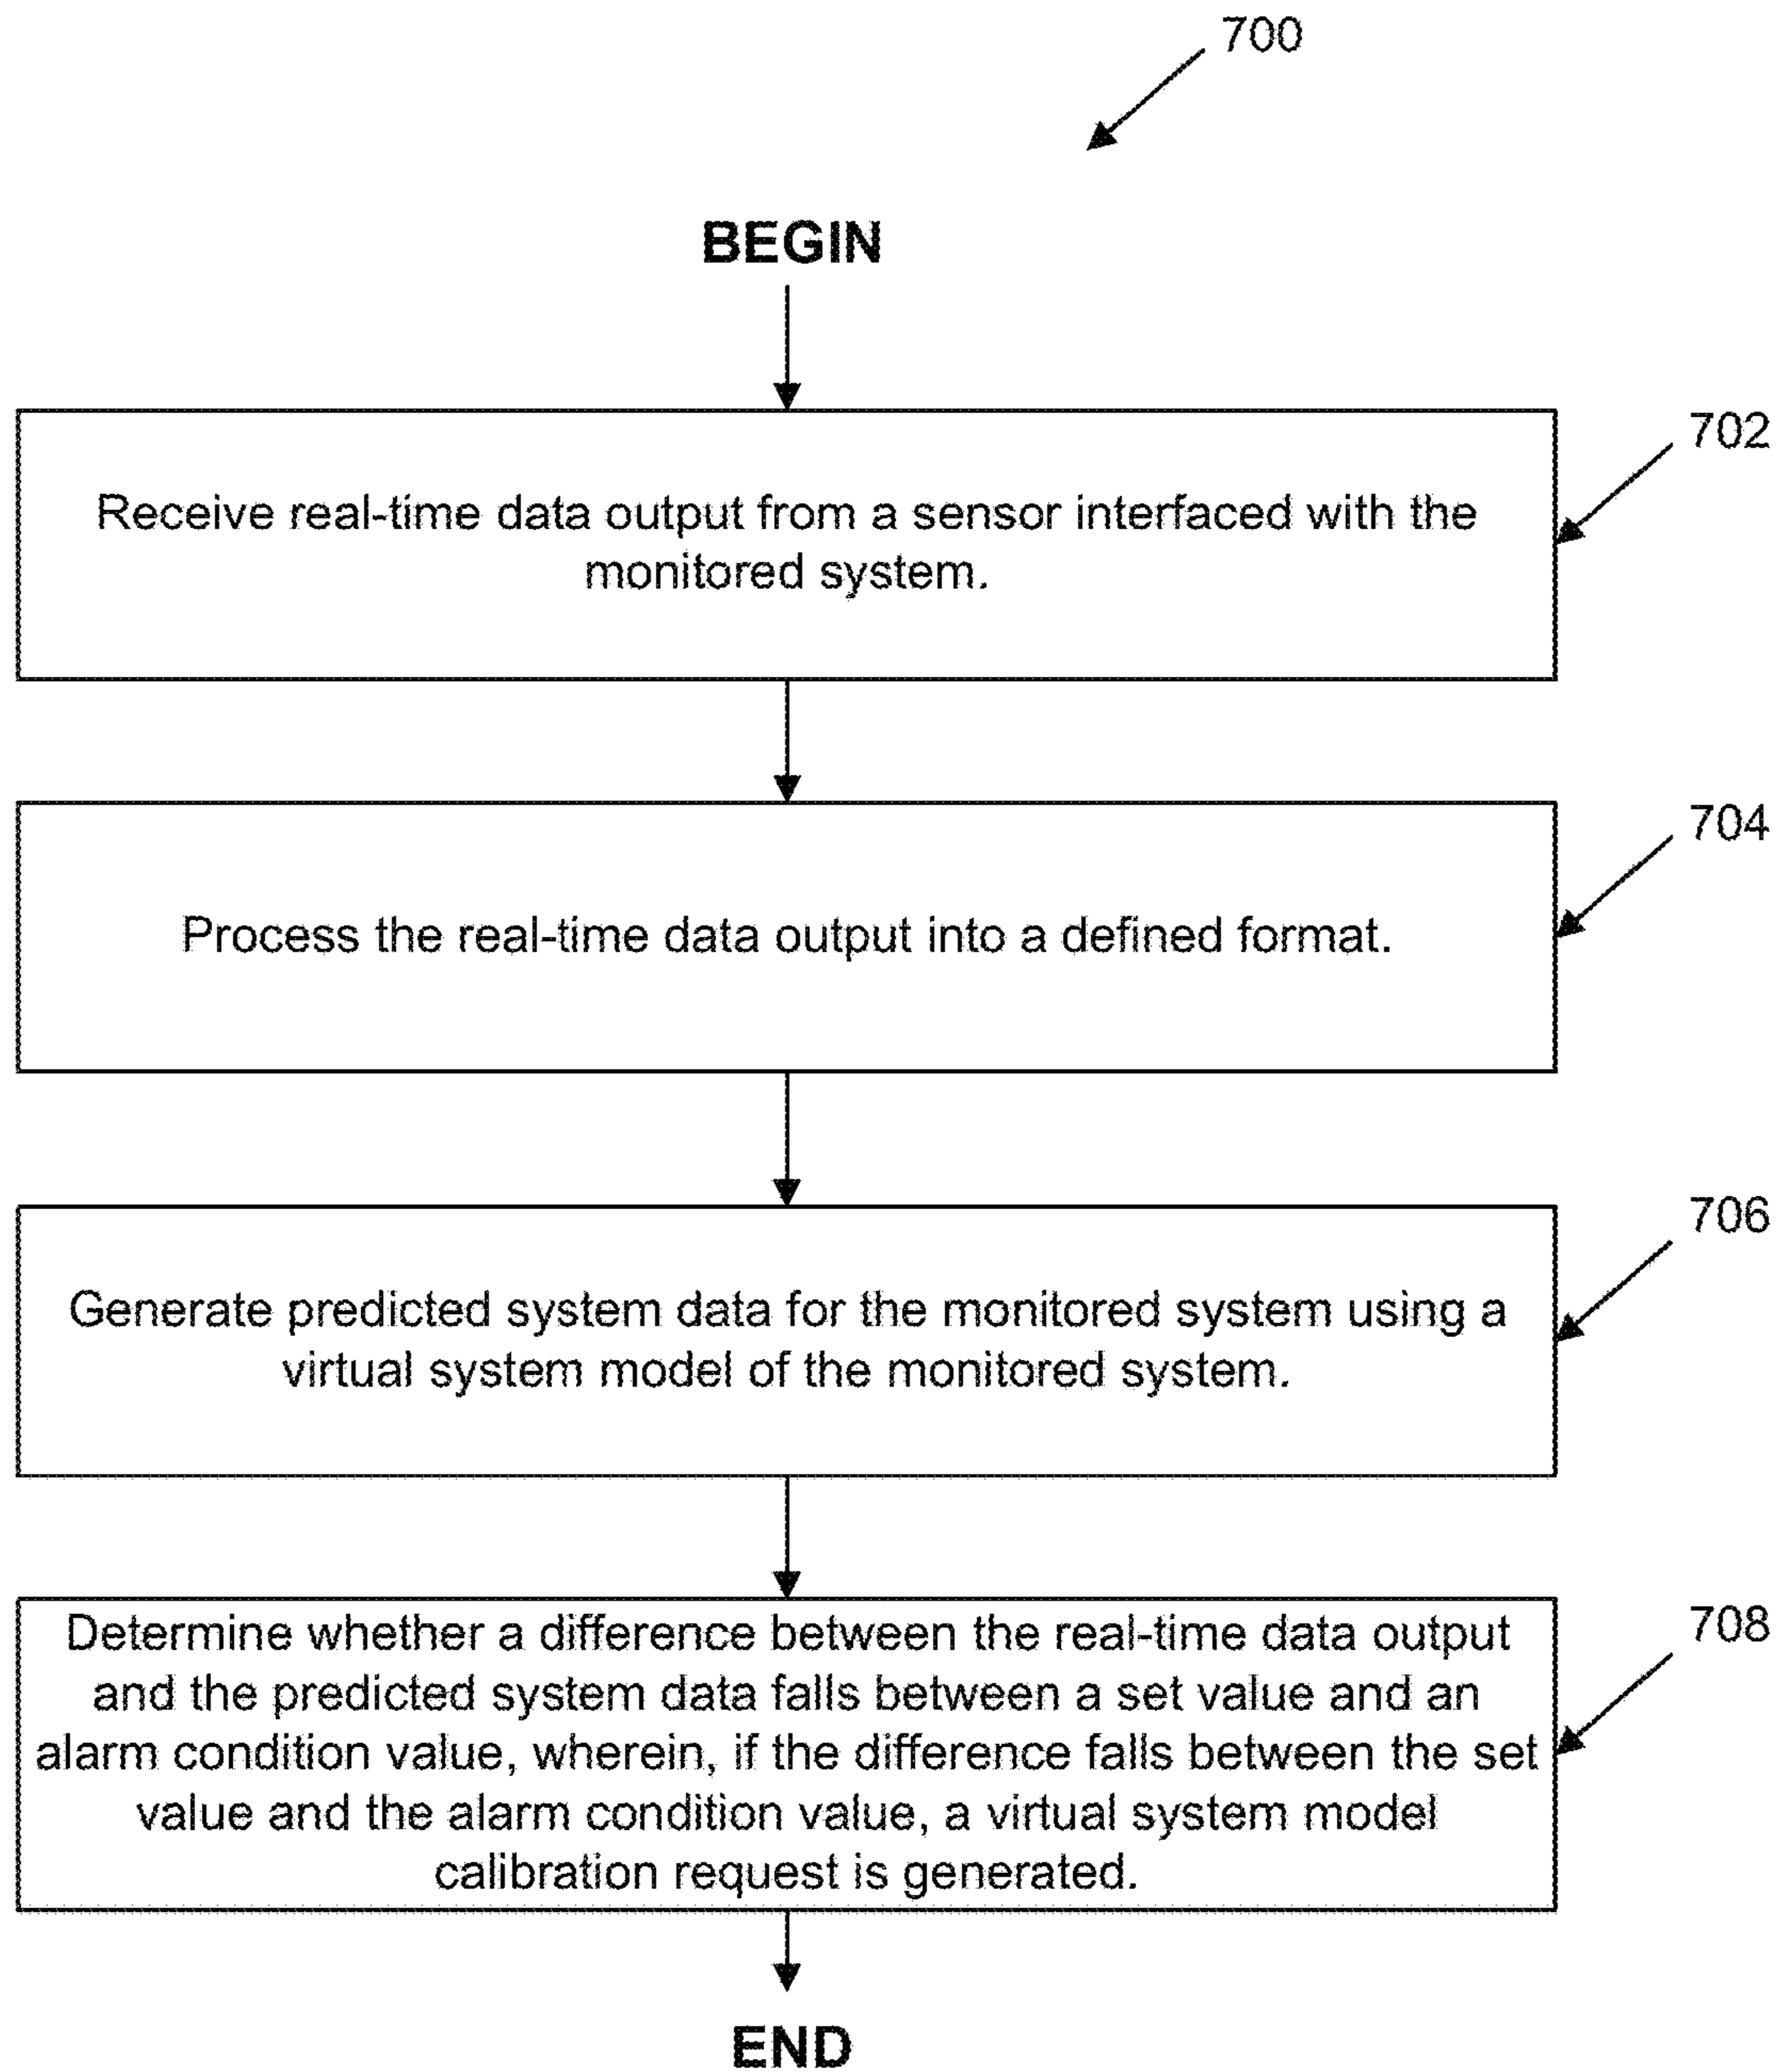 700
BEGIN
702
Receive real-time data output from a sensor interfaced with the
monitored system.
704
Process the real-time data output into a defined format.
706
Generate predicted system data for the monitored system using a
virtual system model of the monitored system.
708
Determine whether a difference between the real-time data output
and the predicted system data falls between a set value and an
alarm condition value, wherein, if the difference falls between the set
value and the alarm condition value, a virtual system model
calibration request is generated.
END